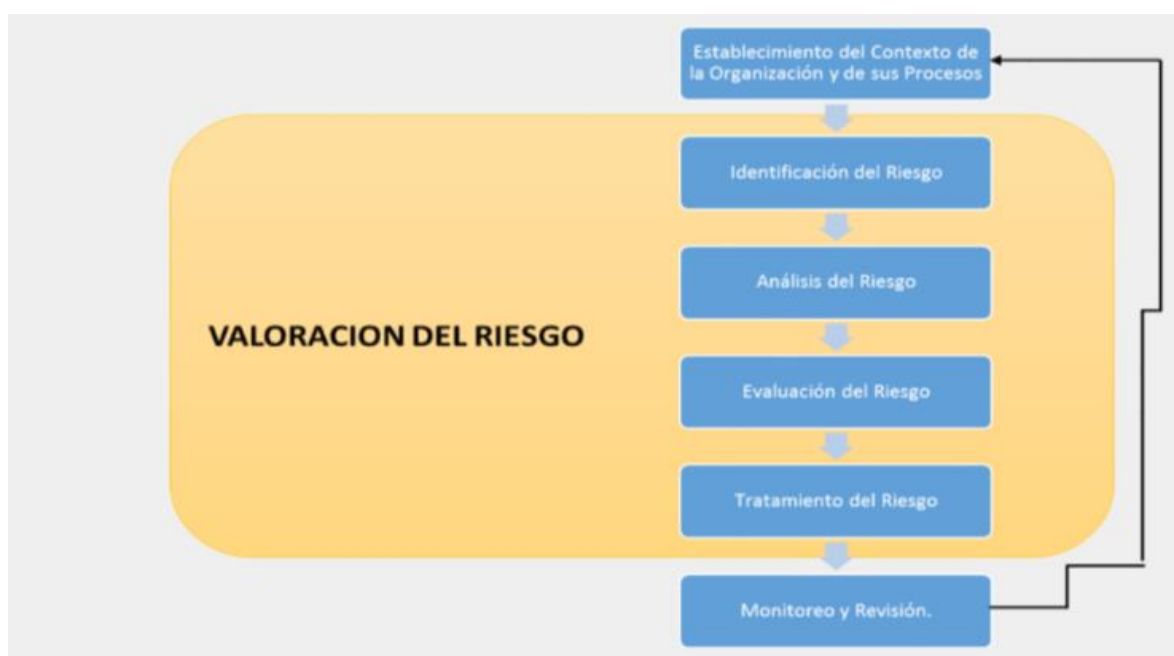 Establecimiento del Contexto de
la Organización y de sus Procesos
Identificación del Riesgo
Análisis del Riesgo
VALORACION DEL RIESGO
Evaluación del Riesgo
Tratamiento del Riesgo
Monitoreo y Revisión.